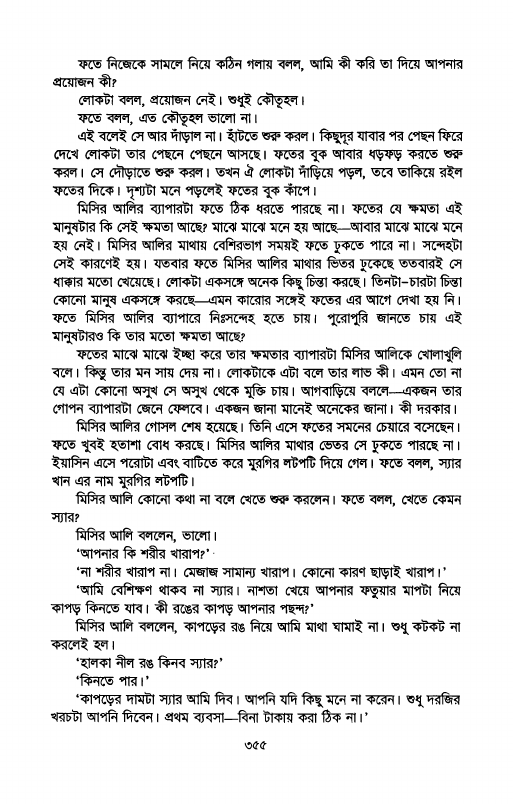 ফতে নিজেকে সামলে নিয়ে কঠিন গলায় বলল, আমি কী করি তা দিয়ে আপনার
প্রয়োজন কী?
লোকটা বলল, প্রয়োজন নেই। শুধুই কৌতূহল।
ফতে বলল, এত কৌতূহল ভালো না।
এই বলেই সে আর দাঁড়াল না। হাঁটতে শুরু করল। কিছুদূর যাবার পর পেছন ফিরে
দেখে লোকটা তার পেছনে পেছনে আসছে। ফতের বুক আবার ধড়ফড় করতে শুরু
করল। সে দৌড়াতে শুরু করল। তখন ঐ লোকটা দাঁড়িয়ে পড়ল, তবে তাকিয়ে রইল
ফতের দিকে। দৃশ্যটা মনে পড়লেই ফতের বুক কাঁপে।
মিসির আলির ব্যাপারটা ফতে ঠিক ধরতে পারছে না। ফতের যে ক্ষমতা এই
মানুষটার কি সেই ক্ষমতা আছে? মাঝে মাঝে মনে হয় আছে—আবার মাঝে মাঝে মনে
হয় নেই। মিসির আলির মাথায় বেশিরভাগ সময়ই ফতে ঢুকতে পারে না। সন্দেহটা
সেই কারণেই হয়। যতবার ফতে মিসির আলির মাথার ভিতর ঢুকেছে ততবারই সে
ধাক্কার মতো খেয়েছে। লোকটা একসঙ্গে অনেক কিছু চিন্তা করছে। তিনটা-চারটা চিন্তা
কোনো মানুষ একসঙ্গে করছে—এমন কারোর সঙ্গেই ফতের এর আগে দেখা হয় নি।
ফতে মিসির আলির ব্যাপারে নিঃসন্দেহ হতে চায়। পুরোপুরি জানতে চায় এই
মানুষটারও কি তার মতো ক্ষমতা আছে?
ফতের মাঝে মাঝে ইচ্ছা করে তার ক্ষমতার ব্যাপারটা মিসির আলিকে খোলাখুলি
বলে। কিন্তু তার মন সায় দেয় না। লোকটাকে এটা বলে তার লাভ কী। এমন তো না
যে এটা কোনো অসুখ সে অসুখ থেকে মুক্তি চায়। আগবাড়িয়ে বললে—একজন তার
গোপন ব্যাপারটা জেনে ফেলবে। একজন জানা মানেই অনেকের জানা। কী দরকার।
মিসির আলির গোসল শেষ হয়েছে। তিনি এসে ফতের সমনের চেয়ারে বসেছেন।
ফতে খুবই হতাশা বোধ করছে। মিসির আলির মাথার ভেতর সে ঢুকতে পারছে না।
ইয়াসিন এসে পরোটা এবং বাটিতে করে মুরগির লটপটি দিয়ে গেল। ফতে বলল, স্যার
খান এর নাম মুরগির লটপটি।
মিসির আলি কোনো কথা না বলে খেতে শুরু করলেন। ফতে বলল, খেতে কেমন
স্যার?
মিসির আলি বললেন, ভালো।
‘আপনার কি শরীর খারাপ?’
‘না শরীর খারাপ না। মেজাজ সামান্য খারাপ। কোনো কারণ ছাড়াই খারাপ।’
‘আমি বেশিক্ষণ থাকব না স্যার। নাশতা খেয়ে আপনার ফতুয়ার মাপটা নিয়ে
কাপড় কিনতে যাব। কী রঙের কাপড় আপনার পছন্দ?’
মিসির আলি বললেন, কাপড়ের রঙ নিয়ে আমি মাথা ঘামাই না। শুধু কটকট না
করলেই হল।
‘হালকা নীল রঙ কিনব স্যার?’
‘কিনতে পার।’
‘কাপড়ের দামটা স্যার আমি দিব। আপনি যদি কিছু মনে না করেন। শুধু দরজির
খরচটা আপনি দিবেন। প্রথম ব্যবসা—বিনা টাকায় করা ঠিক না।’
৩৫৫